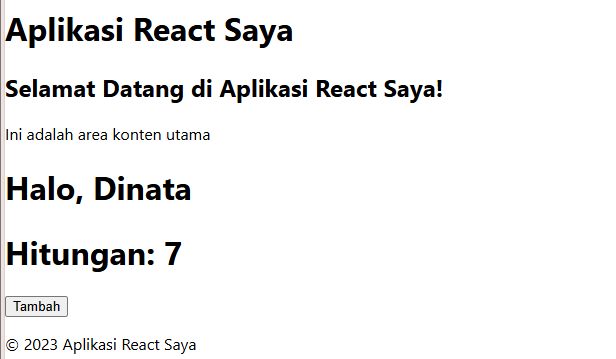 Aplikasi React Saya
Selamat Datang di Aplikasi React Saya!
Ini adalah area konten utama
Halo, Dinata
Hitungan: 7
Tambah
© 2023 Aplikasi React Saya